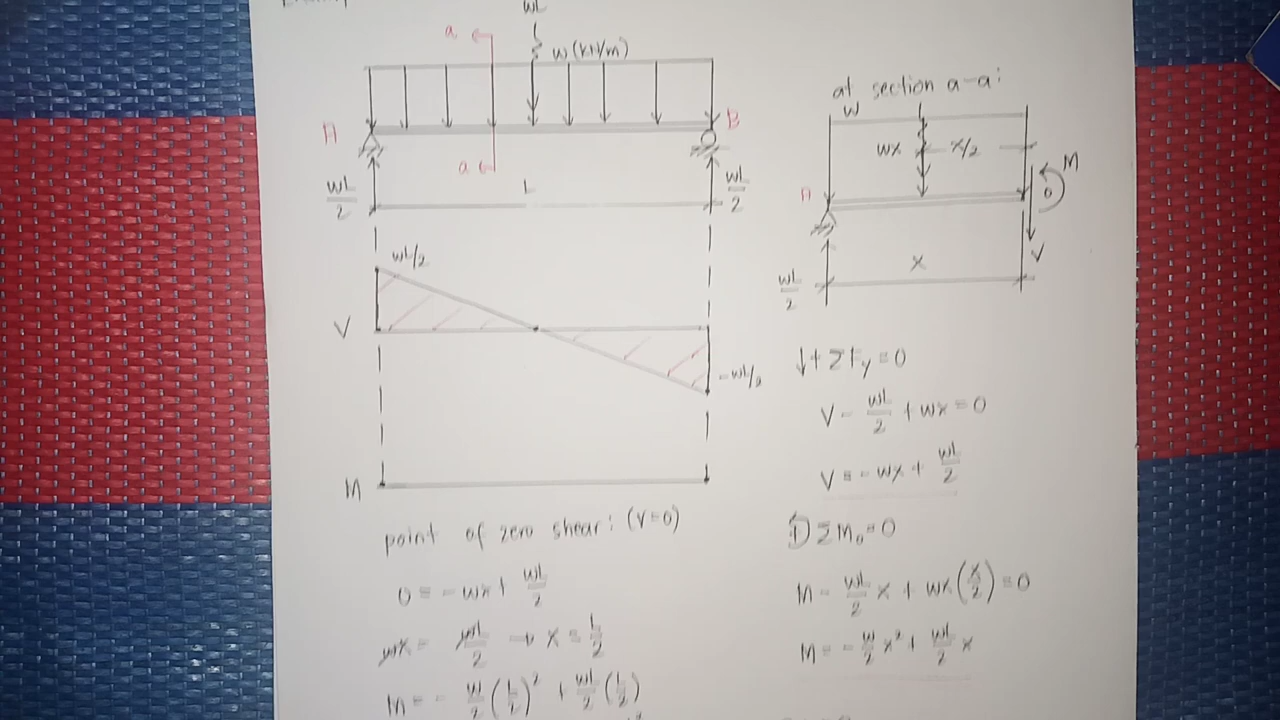 wL
a
w(kN/m)
A
B
a
wL/2
L
wL/2
wL/2
V
-wL/2
M
point of zero shear: (V=0)
0 = -wx + wL/2
wx = wL/2 → x = L/2
M = - w/2 (L/2)² + wL/2 (L/2)
at section a-a:
w
wx
x/2
M
A
o
V
x
wL/2
↓+ ΣFy = 0
V - wL/2 + wx = 0
V = -wx + wL/2
ΣMo = 0
M - wL/2 x + wx (x/2) = 0
M = - w/2 x² + wL/2 x